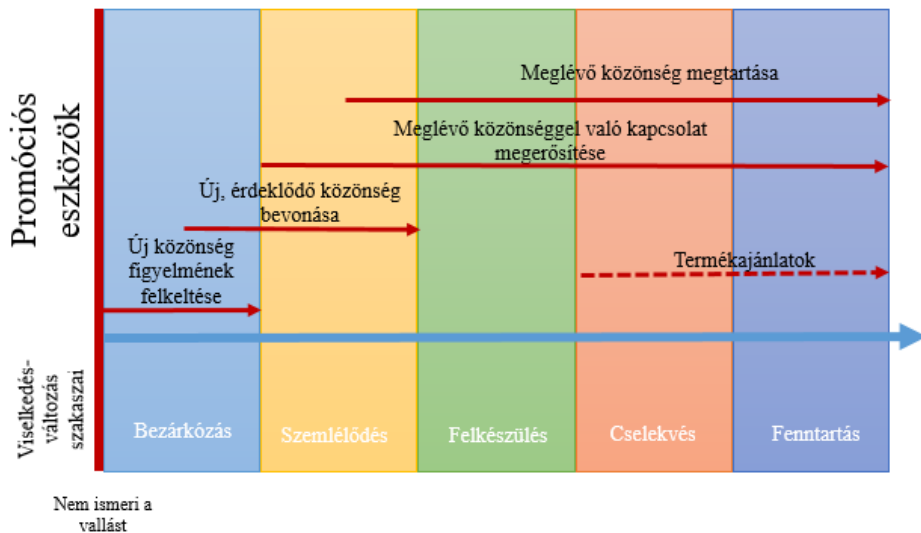 Promóciós
eszközök
Meglévő közönség megtartása
Meglévő közönséggel való kapcsolat
megerősítése
Új, érdeklődő közönség
bevonása
Új közönség
figyelmének
felkeltése
Termékajánlatok
Viselkedés-
változás
szakaszai
Bezárkózás
Szemlélődés
Felkészülés
Cselekvés
Fenntartás
Nem ismeri a
vallást